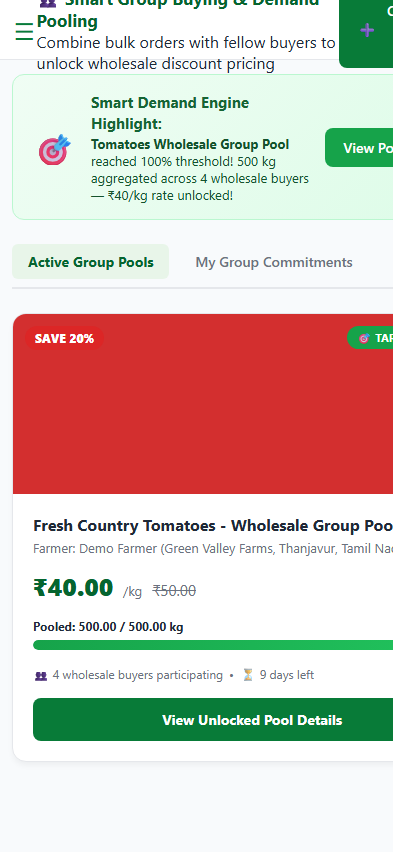 Smart Group Buying & Demand
Pooling
Combine bulk orders with fellow buyers to
unlock wholesale discount pricing
Smart Demand Engine
Highlight:
Tomatoes Wholesale Group Pool
reached 100% threshold! 500 kg
aggregated across 4 wholesale buyers
— ₹40/kg rate unlocked!
View
Active Group Pools
My Group Commitments
SAVE 20%
Fresh Country Tomatoes - Wholesale Group
Farmer: Demo Farmer (Green Valley Farms, Thanjavur, Tamil
₹40.00 /kg ₹50.00
Pooled: 500.00 / 500.00 kg
4 wholesale buyers participating • 9 days left
View Unlocked Pool Details